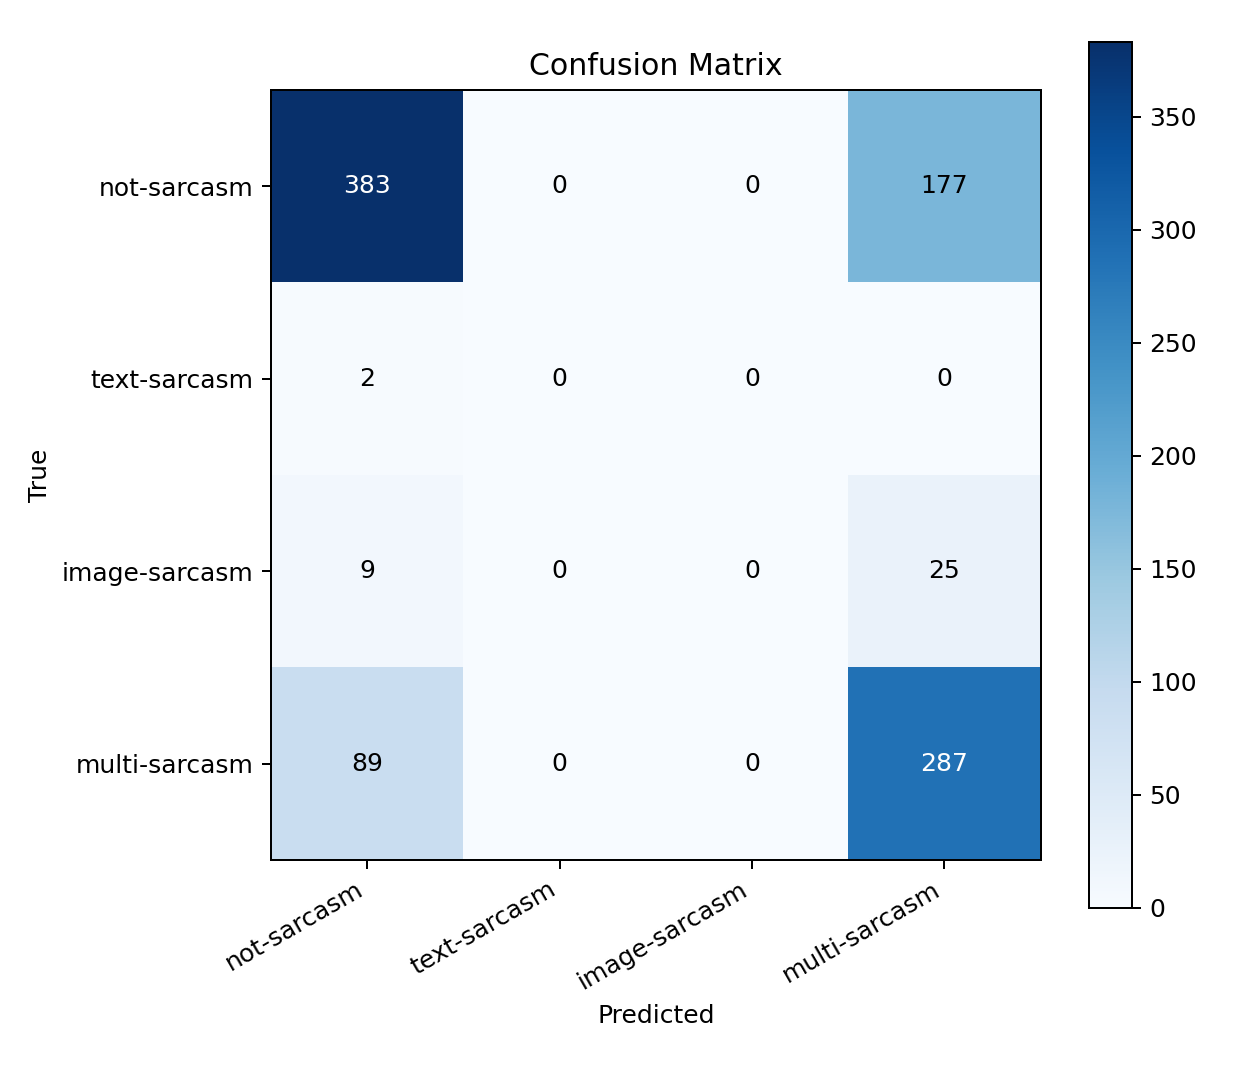 Confusion Matrix
not-sarcasm 383 0 0 177
text-sarcasm 2 0 0 0
image-sarcasm 9 0 0 25
multi-sarcasm 89 0 0 287
True
not-sarcasm text-sarcasm image-sarcasm multi-sarcasm
Predicted
350
300
250
200
150
100
50
0